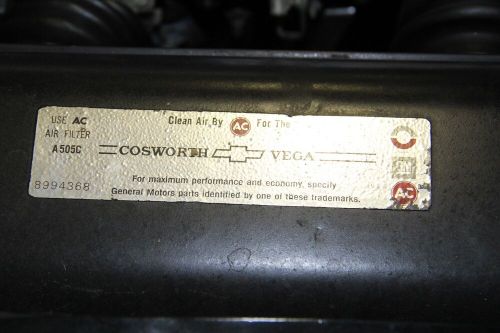 USE AC
AIR FILTER
A505C
8994368
Clean Air By AC For The
COSWORTH VEGA
For maximum performance and economy, specify
General Motors parts identified by one of these trademarks.
GM
AC